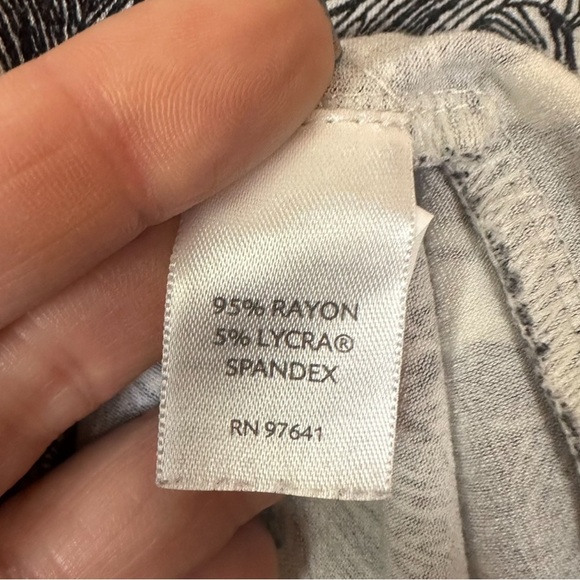 95% RAYON
5% LYCRA®
SPANDEX
RN 97641